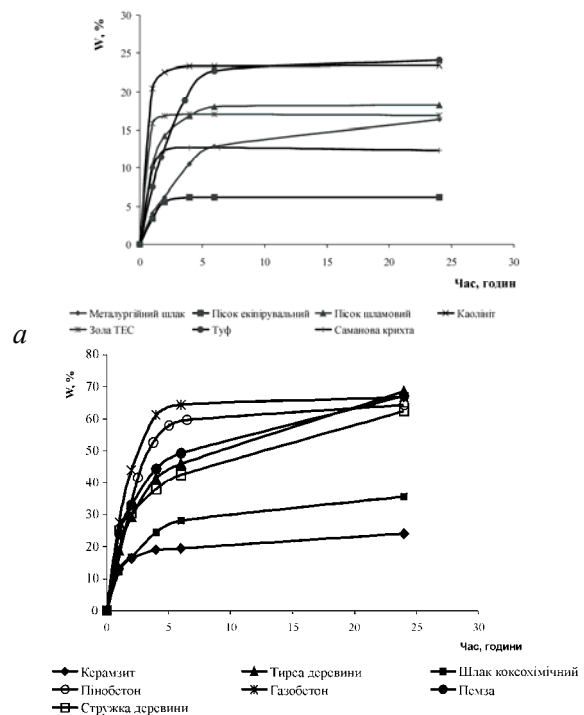 W, %
30
25
20
15
10
5
0
0 5 10 15 20 25 30
Час, годин
Металургійний шлак Пісок екіпірувальний Пісок шламовий Каолініт
Зола ТЕС Туф Саманова крихта
а
W, %
80
70
60
50
40
30
20
10
0
0 5 10 15 20 25 30
Час, години
Керамзит Тирса деревини Шлак коксохімічний
Пінобетон Газобетон Пемза
Стружка деревини